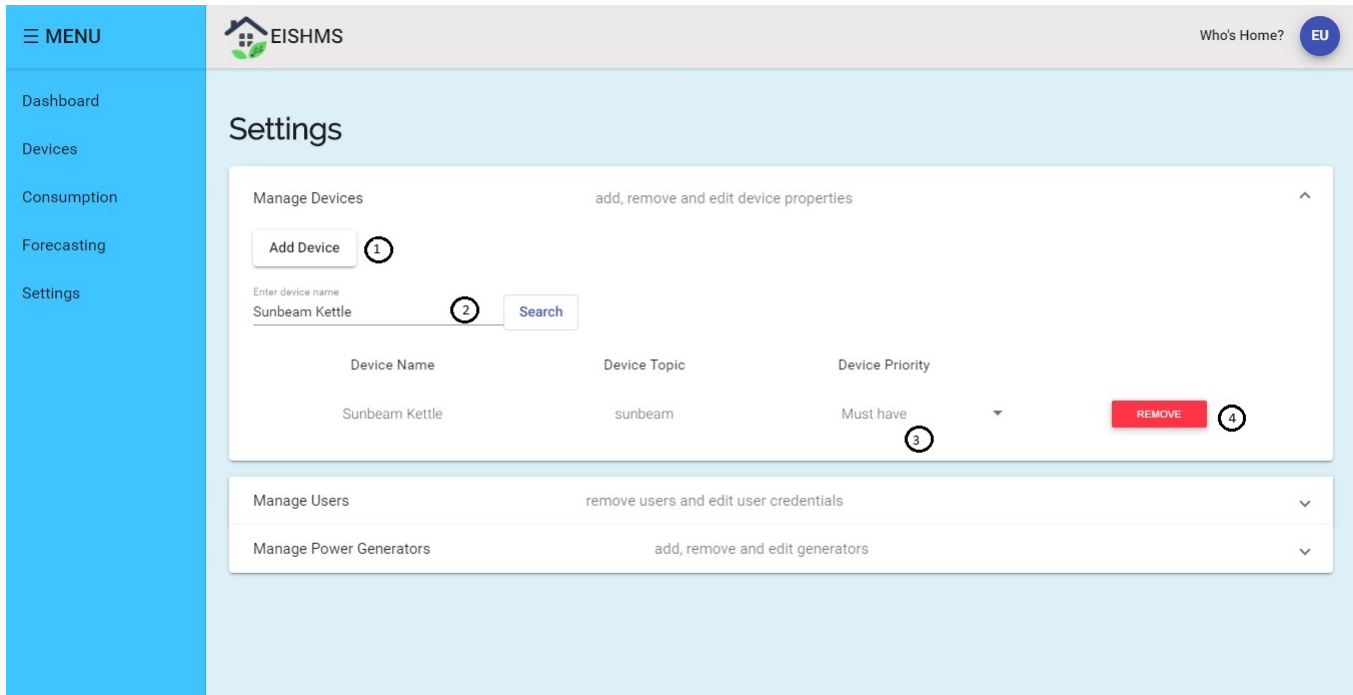 ☰ MENU
EISHMS
Who's Home?
EU
Dashboard
Devices
Consumption
Forecasting
Settings
Settings
Manage Devices add, remove and edit device properties
Add Device 1
Enter device name
Sunbeam Kettle 2 Search
Device Name Device Topic Device Priority
Sunbeam Kettle sunbeam Must have REMOVE 4
3
Manage Users remove users and edit user credentials
Manage Power Generators add, remove and edit generators